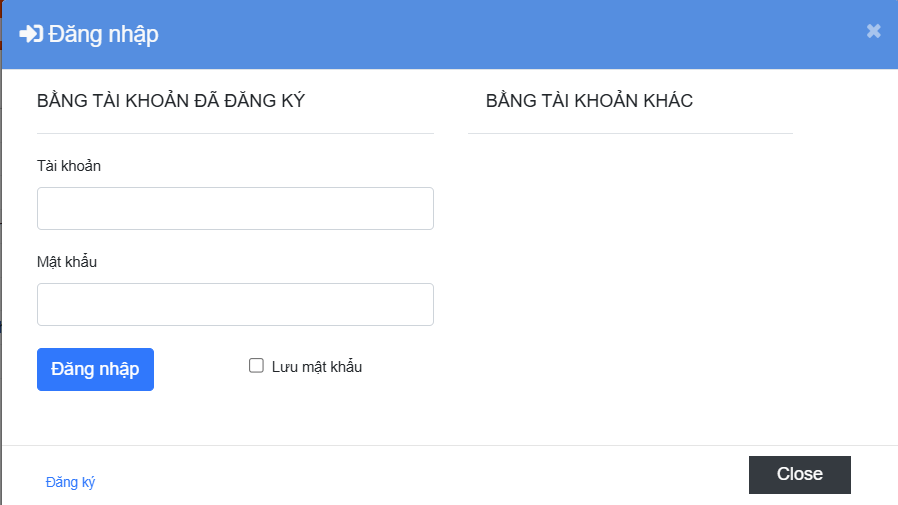 Đăng nhập
BẰNG TÀI KHOẢN ĐÃ ĐĂNG KÝ
BẰNG TÀI KHOẢN KHÁC
Tài khoản
Mật khẩu
Đăng nhập
Lưu mật khẩu
Đăng ký
Close